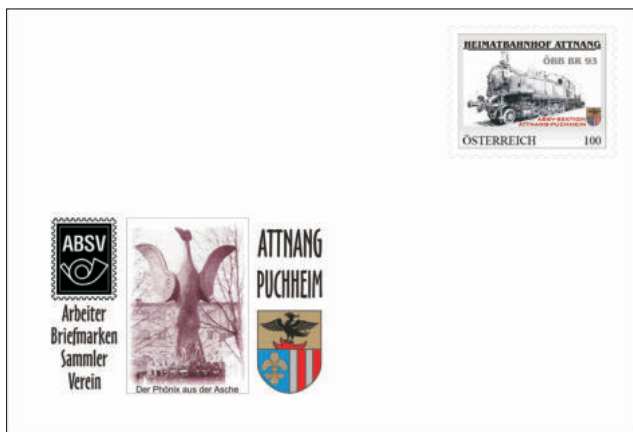 HEIMATBAHNHOF ATTNANG
ÖBB BR 93
ABSV-SEKTION
ATTNANG-PUCHHEIM
ÖSTERREICH 100
ABSV
Arbeiter
Briefmarken
Sammler
Verein
Der Phönix aus der Asche
ATTNANG
PUCHHEIM